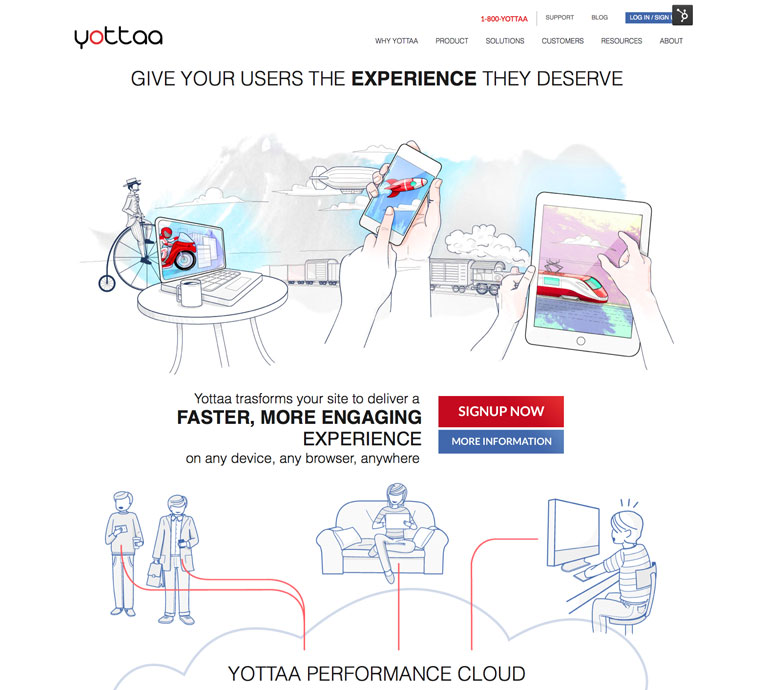 1-800-YOTTAA
SUPPORT
BLOG
LOG IN / SIGN
yottaa
WHY YOTTAA
PRODUCT
SOLUTIONS
CUSTOMERS
RESOURCES
ABOUT
GIVE YOUR USERS THE EXPERIENCE THEY DESERVE
Yottaa trasforms your site to deliver a
FASTER, MORE ENGAGING
EXPERIENCE
on any device, any browser, anywhere
SIGNUP NOW
MORE INFORMATION
YOTTAA PERFORMANCE CLOUD